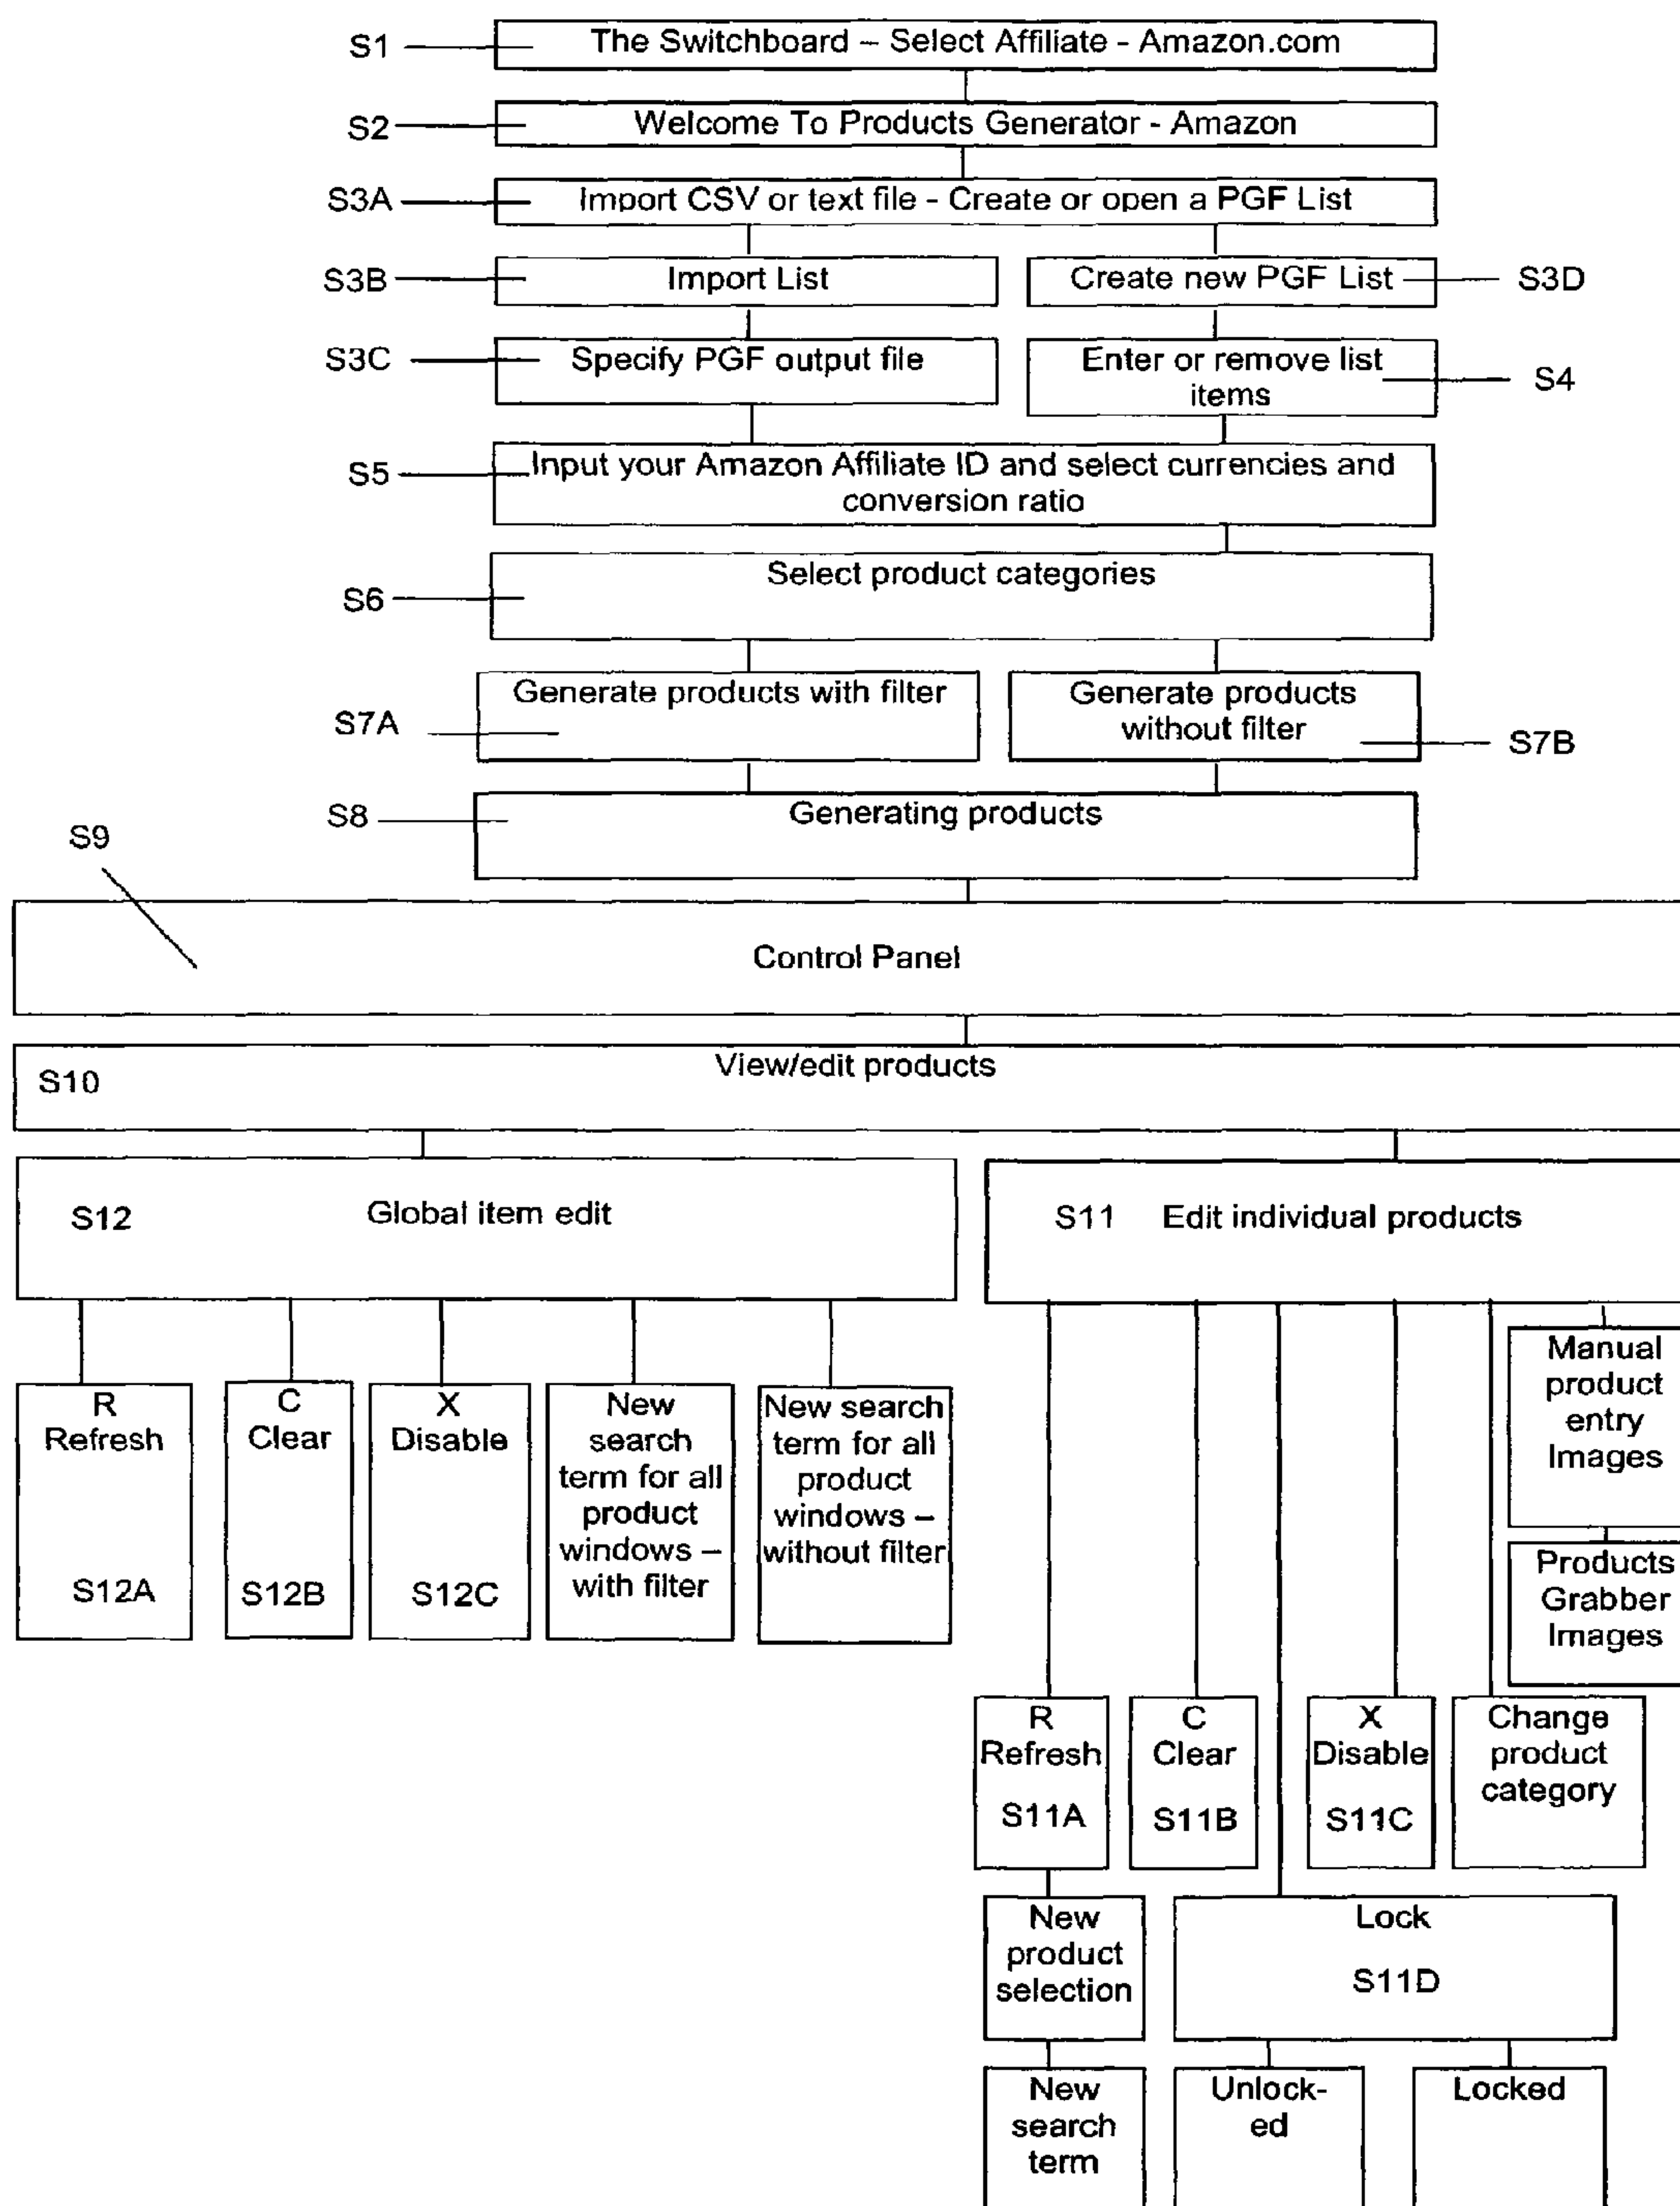 S1
The Switchboard – Select Affiliate - Amazon.com
S2
Welcome To Products Generator - Amazon
S3A
Import CSV or text file - Create or open a PGF List
S3B
Import List
Create new PGF List
S3D
S3C
Specify PGF output file
Enter or remove list
items
S4
S5
Input your Amazon Affiliate ID and select currencies and
conversion ratio
S6
Select product categories
S7A
Generate products with filter
Generate products
without filter
S7B
S8
Generating products
S9
Control Panel
S10
View/edit products
S12
Global item edit
S11
Edit individual products
R
Refresh
S12A
C
Clear
S12B
X
Disable
S12C
New
search
term for all
product
windows –
with filter
New search
term for all
product
windows –
without filter
Manual
product
entry
Images
Products
Grabber
Images
R
Refresh
S11A
C
Clear
S11B
X
Disable
S11C
Change
product
category
New
product
selection
Lock
S11D
New
search
term
Unlock-
ed
Locked